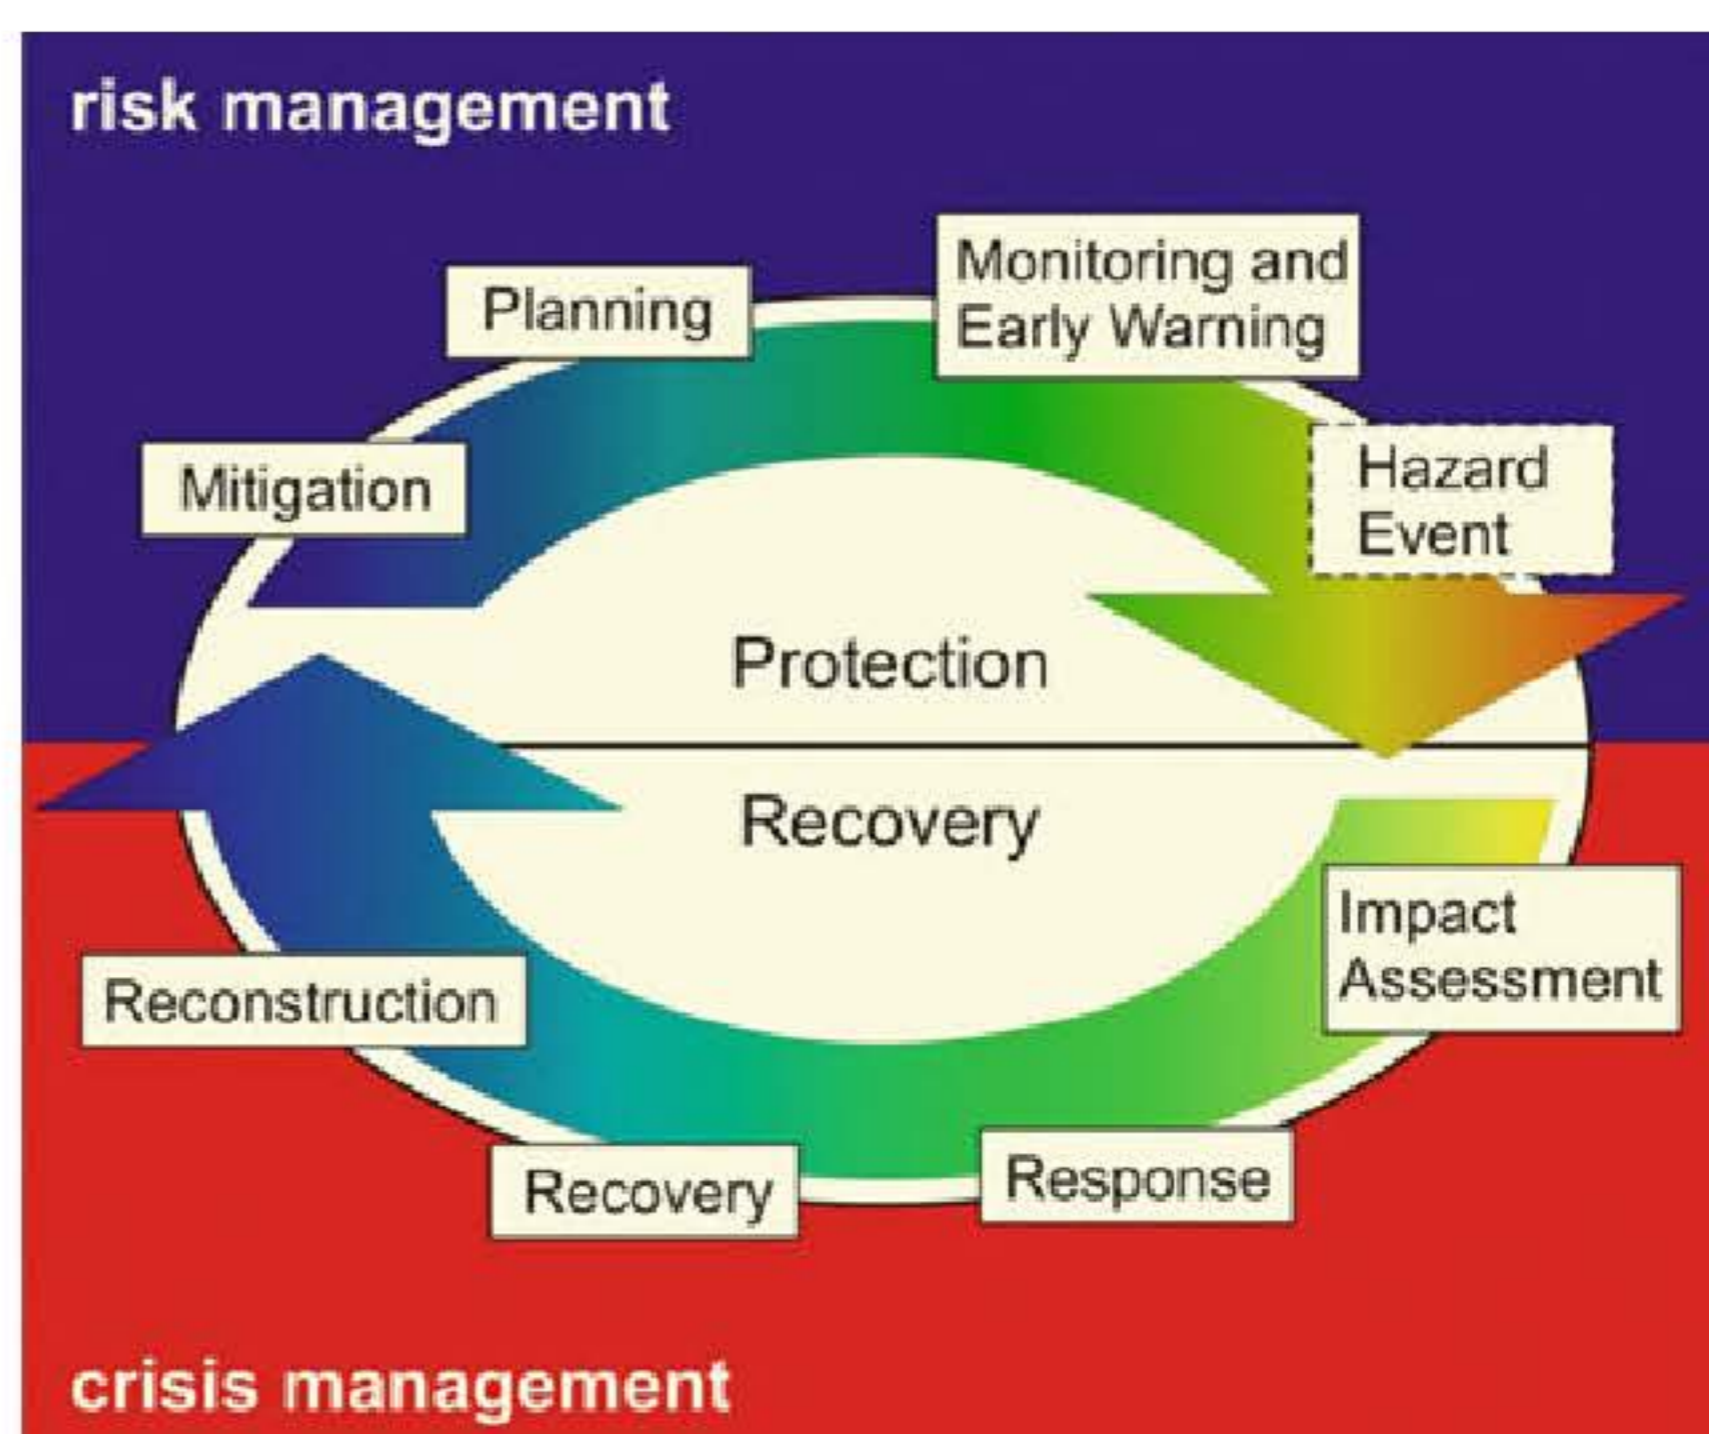 risk management
Monitoring and
Early Warning
Planning
Hazard
Event
Mitigation
Protection
Recovery
Impact
Assessment
Reconstruction
Response
Recovery
crisis management